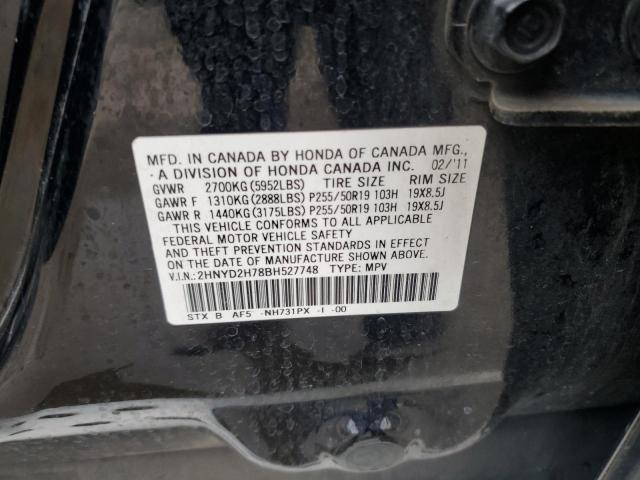 MFD. IN CANADA BY HONDA OF CANADA MFG.,
A DIVISION OF HONDA CANADA INC. 02/'11
GVWR 2700KG(5952LBS) TIRE SIZE RIM SIZE
GAWR F 1310KG(2888LBS) P255/50R19 103H 19X8.5J
GAWR R 1440KG(3175LBS) P255/50R19 103H 19X8.5J
THIS VEHICLE CONFORMS TO ALL APPLICABLE
FEDERAL MOTOR VEHICLE SAFETY
AND THEFT PREVENTION STANDARDS IN EFFECT ON
THE DATE OF MANUFACTURE SHOWN ABOVE.
V.I.N.:2HNYD2H78BH527748 TYPE: MPV
STX B AF5 -NH731PX -I -00